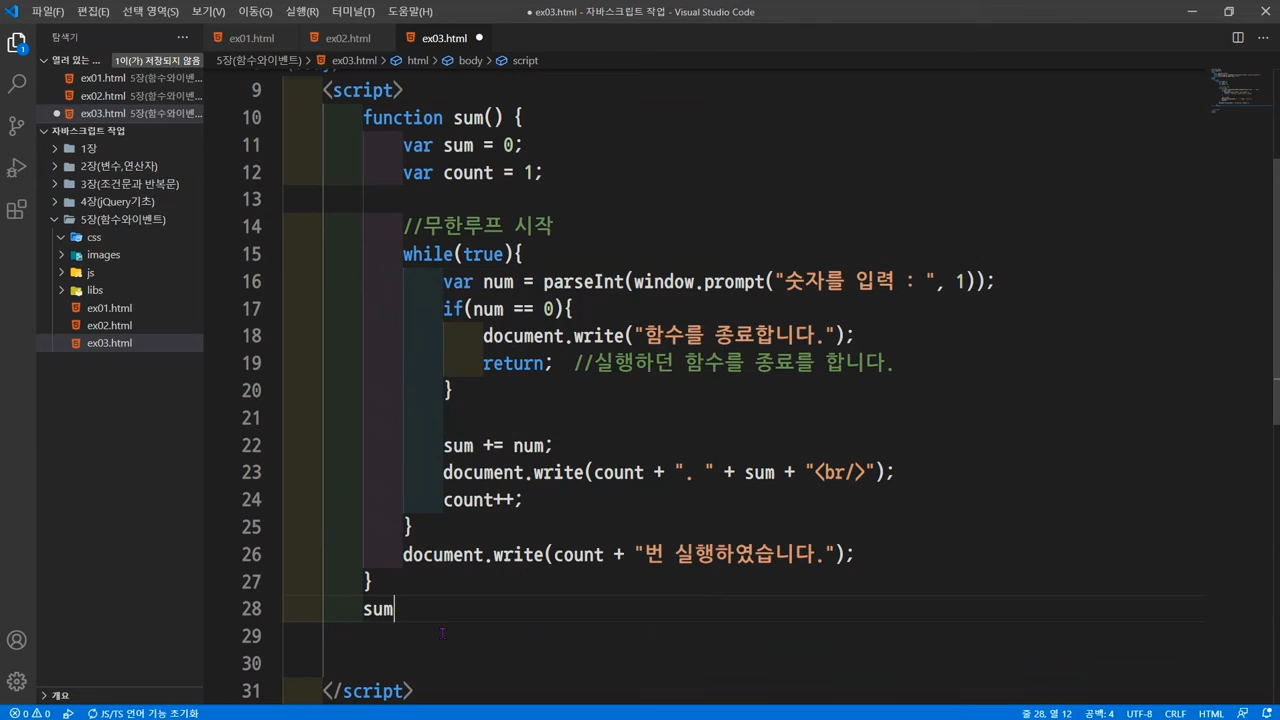 파일(F) 편집(E) 선택 영역(S) 보기(V) 이동(G) 실행(R) 터미널(T) 도움말(H)
● ex03.html - 자바스크립트 작업 - Visual Studio Code
탐색기
ex01.html ex02.html ex03.html
열려 있는 ... 1이(가) 저장되지 않음
5장(함수와이벤트) > ex03.html > html > body > script
ex01.html 5장(함수와이벤트...
ex02.html 5장(함수와이벤트...
ex03.html 5장(함수와이벤트...
자바스크립트 작업
1장
2장(변수,연산자)
3장(조건문과 반복문)
4장(jQuery기초)
5장(함수와이벤트)
css
images
js
libs
ex01.html
ex02.html
ex03.html
개요
9 <script>
10 function sum() {
11 var sum = 0;
12 var count = 1;
13
14 //무한루프 시작
15 while(true){
16 var num = parseInt(window.prompt("숫자를 입력 : ", 1));
17 if(num == 0){
18 document.write("함수를 종료합니다.");
19 return; //실행하던 함수를 종료를 합니다.
20 }
21
22 sum += num;
23 document.write(count + ". " + sum + "<br/>");
24 count++;
25 }
26 document.write(count + "번 실행하였습니다.");
27 }
28 sum
29
30
31 </script>
0 0 JS/TS 언어 기능 초기화
줄 28, 열 12 공백: 4 UTF-8 CRLF HTML